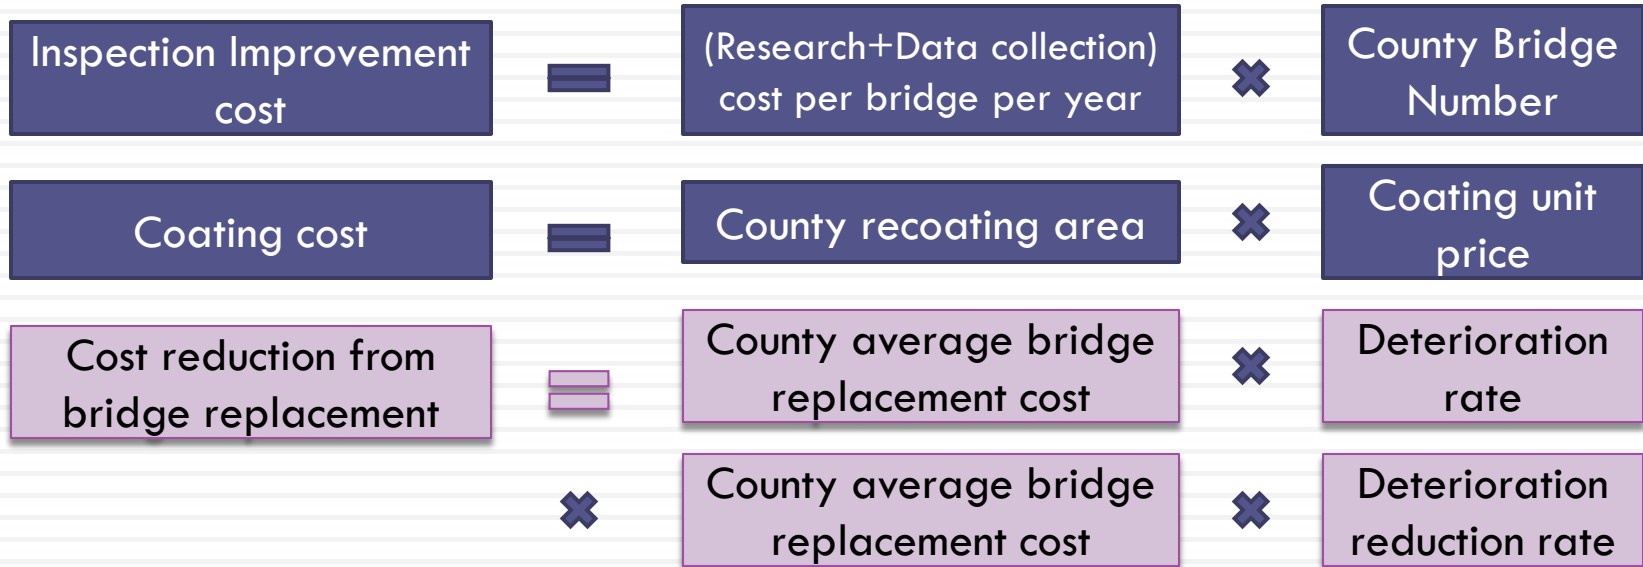 Inspection Improvement
cost
(Research+Data collection)
cost per bridge per year
County Bridge
Number
Coating cost
County recoating area
Coating unit
price
Cost reduction from
bridge replacement
County average bridge
replacement cost
Deterioration
rate
County average bridge
replacement cost
Deterioration
reduction rate